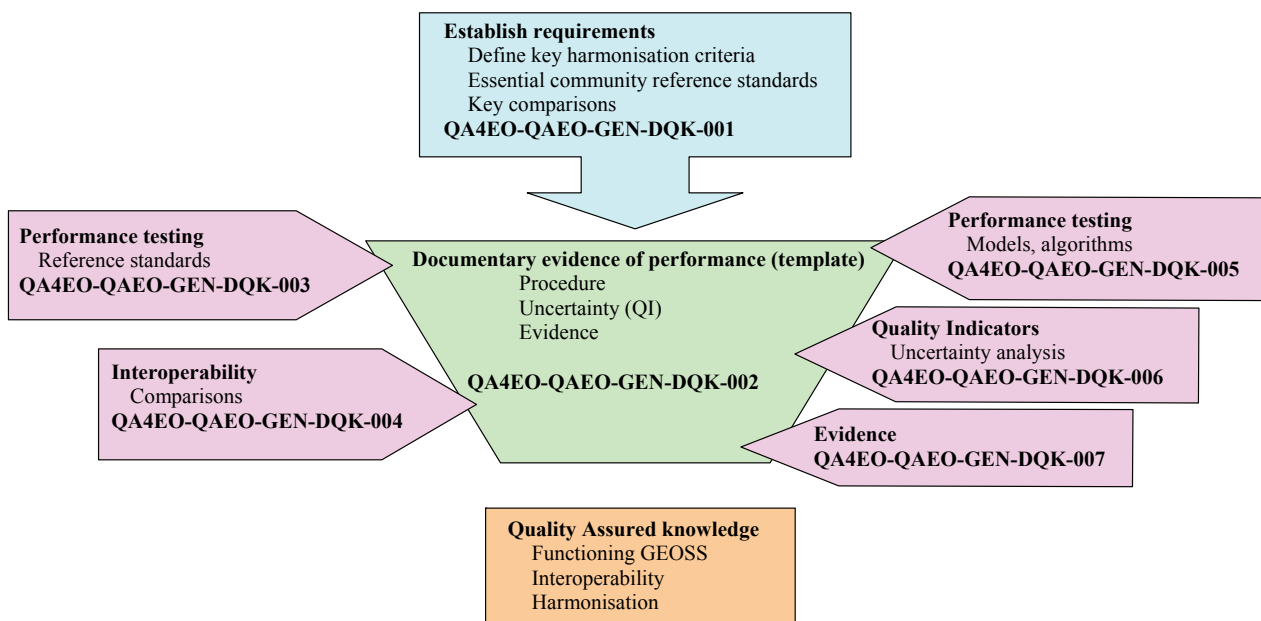 Establish requirements
Define key harmonisation criteria
Essential community reference standards
Key comparisons
QA4EO-QAEO-GEN-DQK-001
Performance testing
Reference standards
QA4EO-QAEO-GEN-DQK-003
Interoperability
Comparisons
QA4EO-QAEO-GEN-DQK-004
Documentary evidence of performance (template)
Procedure
Uncertainty (QI)
Evidence
QA4EO-QAEO-GEN-DQK-002
Performance testing
Models, algorithms
QA4EO-QAEO-GEN-DQK-005
Quality Indicators
Uncertainty analysis
QA4EO-QAEO-GEN-DQK-006
Evidence
QA4EO-QAEO-GEN-DQK-007
Quality Assured knowledge
Functioning GEOSS
Interoperability
Harmonisation